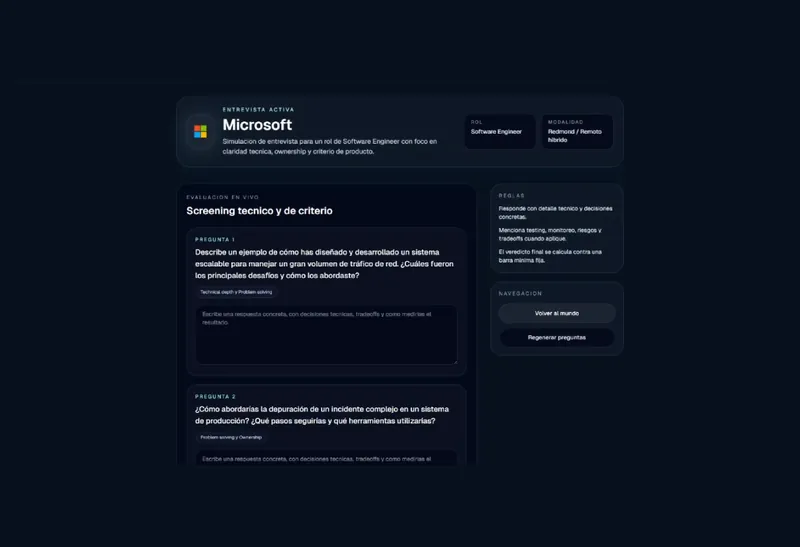 ENTREVISTA ACTIVA
Microsoft
Simulacion de entrevista para un rol de Software Engineer con foco en
claridad tecnica, ownership y criterio de producto.
ROL
Software Engineer
MODALIDAD
Redmond / Remoto
hibrido
EVALUACION EN VIVO
Screening tecnico y de criterio
PREGUNTA 1
Describe un ejemplo de cómo has diseñado y desarrollado un sistema
escalable para manejar un gran volumen de tráfico de red. ¿Cuáles fueron
los principales desafíos y cómo los abordaste?
Technical depth y Problem solving
Escribe una respuesta concreta, con decisiones tecnicas, tradeoffs y como medirise el
resultado.
PREGUNTA 2
¿Cómo abordarías la depuración de un incidente complejo en un sistema
de producción? ¿Qué pasos seguirías y qué herramientas utilizarías?
Problem solving y Ownership
Escribe una respuesta concreta, con decisiones tecnicas, tradeoffs y como medirise el
REGLAS
Responde con detalle tecnico y decisiones
concretas.
Menciona testing, monitoreo, riesgos y
tradeoffs cuando aplique.
El veredicto final se calcula contra una
barra minima fija.
NAVEGACION
Volver al mundo
Regenerar preguntas